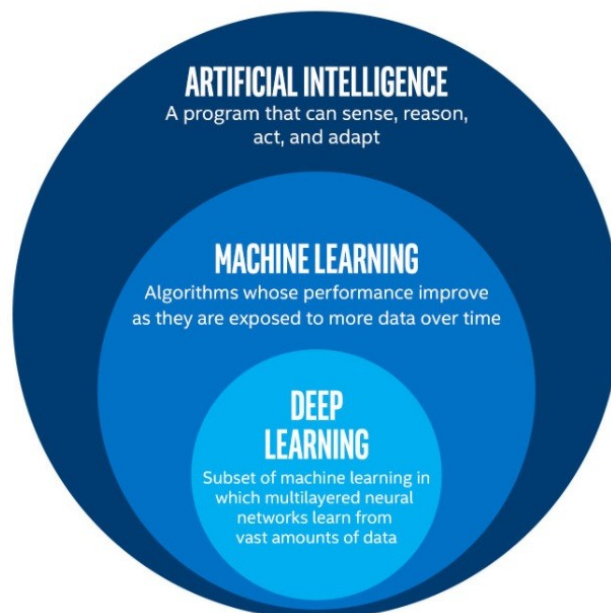 ARTIFICIAL INTELLIGENCE
A program that can sense, reason,
act, and adapt
MACHINE LEARNING
Algorithms whose performance improve
as they are exposed to more data over time
DEEP
LEARNING
Subset of machine learning in
which multilayered neural
networks learn from
vast amounts of data